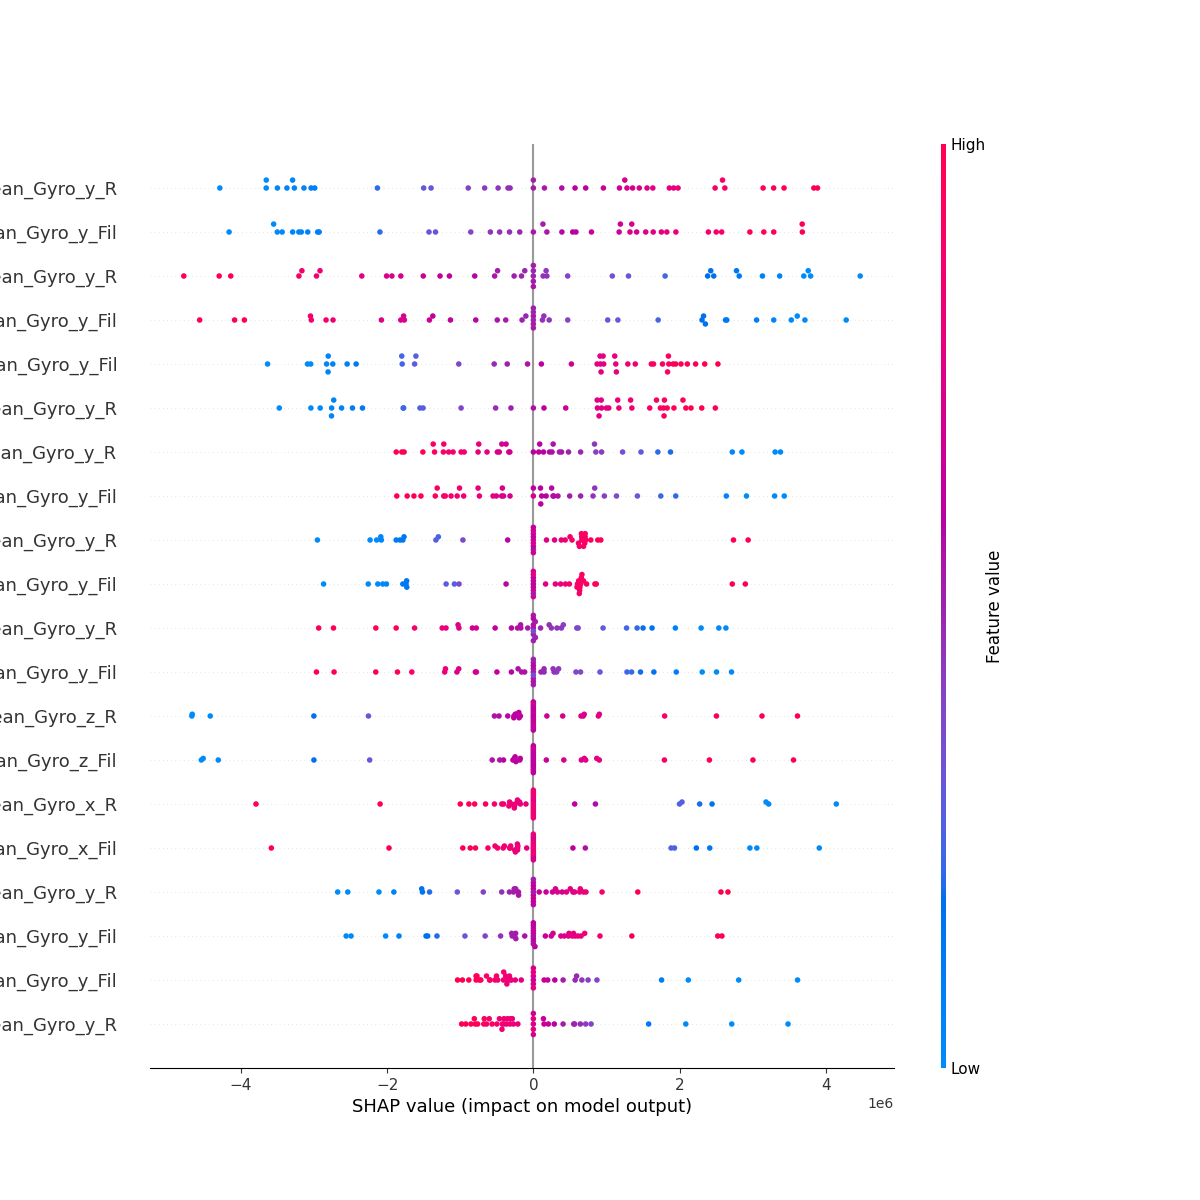 High
ean_Gyro_y_R
an_Gyro_y_Fil
ean_Gyro_y_R
an_Gyro_y_Fil
an_Gyro_y_Fil
ean_Gyro_y_R
an_Gyro_y_R
an_Gyro_y_Fil
ean_Gyro_y_R
an_Gyro_y_Fil
ean_Gyro_y_R
an_Gyro_y_Fil
ean_Gyro_z_R
an_Gyro_z_Fil
ean_Gyro_x_R
an_Gyro_x_Fil
ean_Gyro_y_R
an_Gyro_y_Fil
an_Gyro_y_Fil
ean_Gyro_y_R
Feature value
Low
−4 −2 0 2 4
1e6
SHAP value (impact on model output)